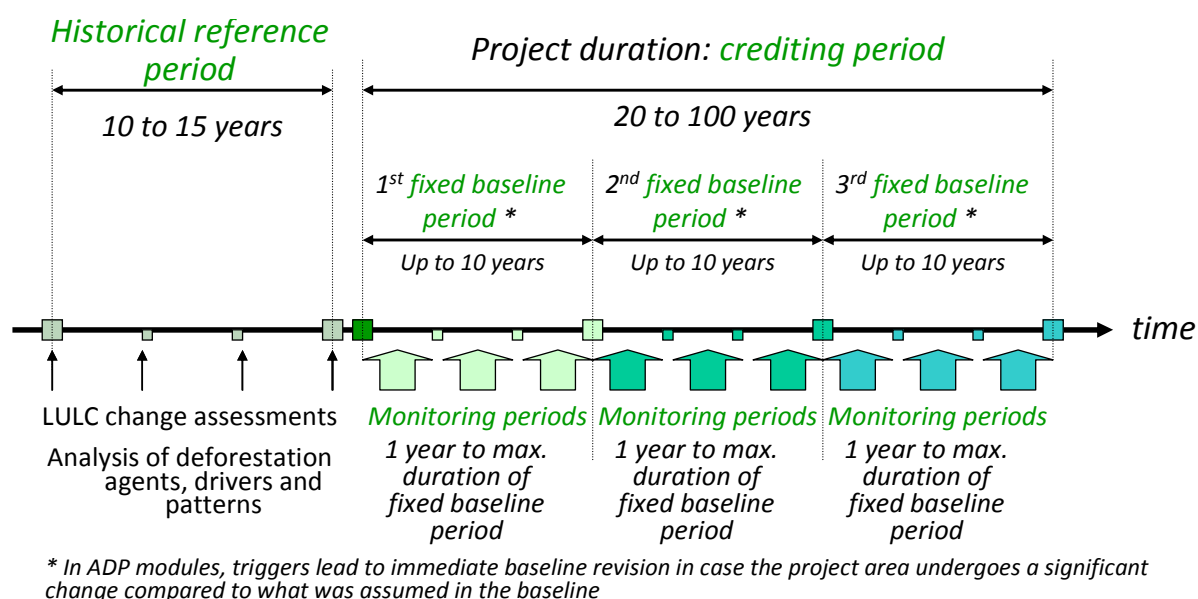 Historical reference
period
10 to 15 years
Project duration: crediting period
20 to 100 years
1st fixed baseline
period *
Up to 10 years
2nd fixed baseline
period *
Up to 10 years
3rd fixed baseline
period *
Up to 10 years
time
LULC change assessments
Analysis of deforestation
agents, drivers and
patterns
Monitoring periods
1 year to max.
duration of
fixed baseline
period
Monitoring periods
1 year to max.
duration of
fixed baseline
period
Monitoring periods
1 year to max.
duration of
fixed baseline
period
* In ADP modules, triggers lead to immediate baseline revision in case the project area undergoes a significant
change compared to what was assumed in the baseline